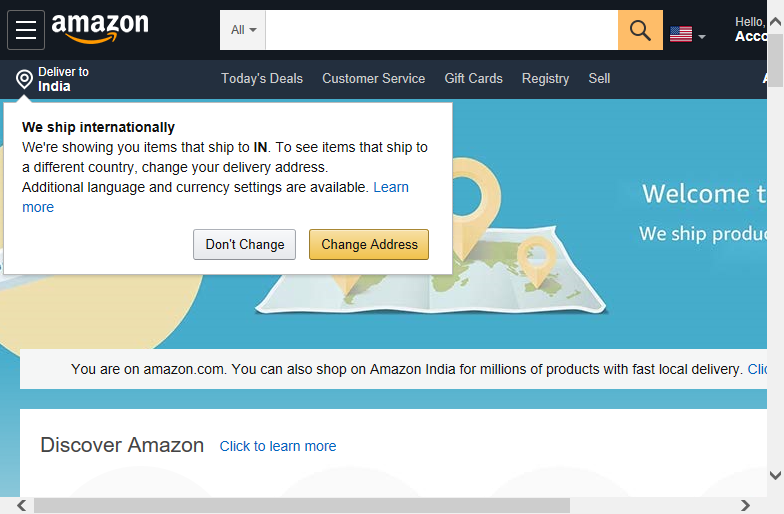 amazon
All
Hello,
Acco
Deliver to
India
Today's Deals
Customer Service
Gift Cards
Registry
Sell
We ship internationally
We're showing you items that ship to IN. To see items that ship to
a different country, change your delivery address.
Additional language and currency settings are available. Learn
more
Don't Change
Change Address
Welcome t
We ship produc
You are on amazon.com. You can also shop on Amazon India for millions of products with fast local delivery. Clic
Discover Amazon
Click to learn more